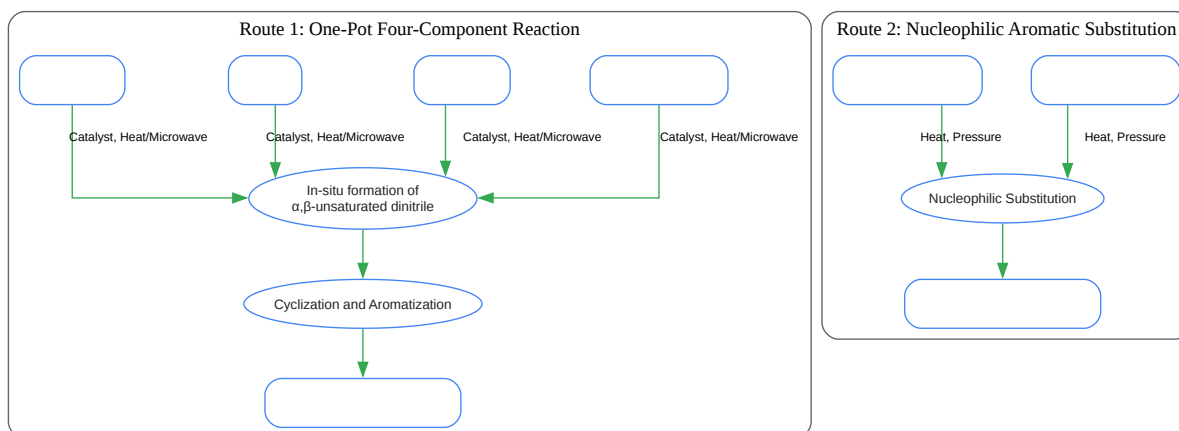 Route 1: One-Pot Four-Component Reaction
Catalyst, Heat/Microwave
Catalyst, Heat/Microwave
Catalyst, Heat/Microwave
Catalyst, Heat/Microwave
In-situ formation of
α,β-unsaturated dinitrile
Cyclization and Aromatization
Route 2: Nucleophilic Aromatic Substitution
Heat, Pressure
Heat, Pressure
Nucleophilic Substitution